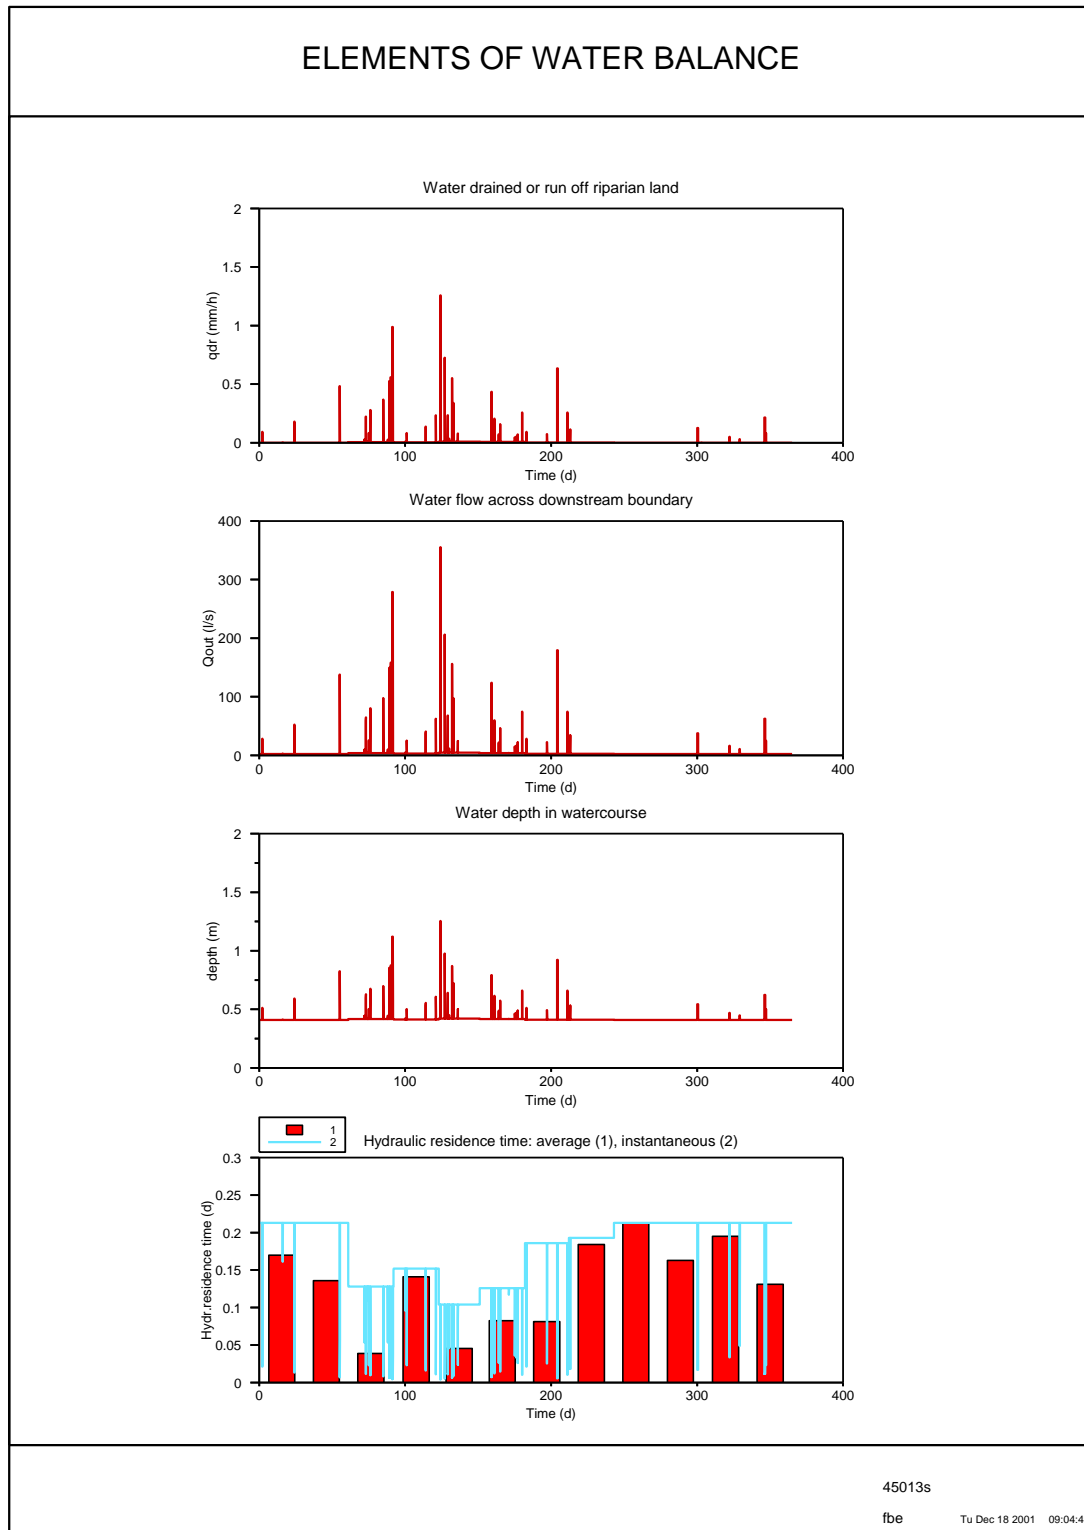 ELEMENTS OF WATER BALANCE
Water drained or run off riparian land
2
1.5
1
0.5
0
qdr (mm/h)
0 100 200 300 400
Time (d)
Water flow across downstream boundary
400
300
200
100
0
Qout (l/s)
0 100 200 300 400
Time (d)
Water depth in watercourse
2
1.5
1
0.5
0
depth (m)
0 100 200 300 400
Time (d)
1
2
Hydraulic residence time: average (1), instantaneous (2)
0.3
0.25
0.2
0.15
0.1
0.05
0
Hydr.residence time (d)
0 100 200 300 400
Time (d)
45013s
fbe Tu Dec 18 2001 09:04:4